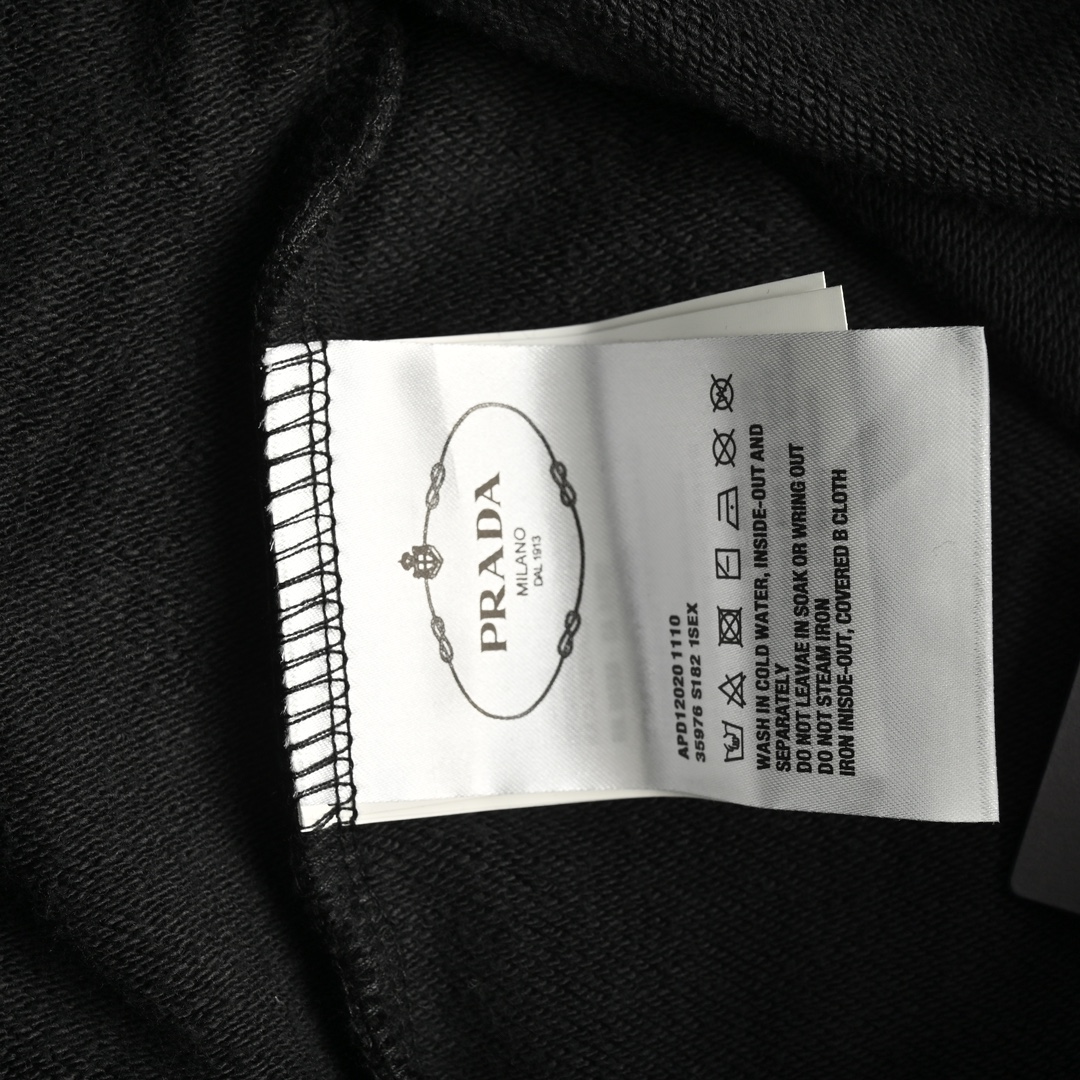 PRADA
MILANO
DAL 1913
APD12020 1110
35976 S182 1SEX
WASH IN COLD WATER, INSIDE-OUT AND
SEPARATELY
DO NOT LEAVAE IN SOAK OR WRING OUT
DO NOT STEAM IRON
IRON INISDE-OUT, COVERED B CLOTH